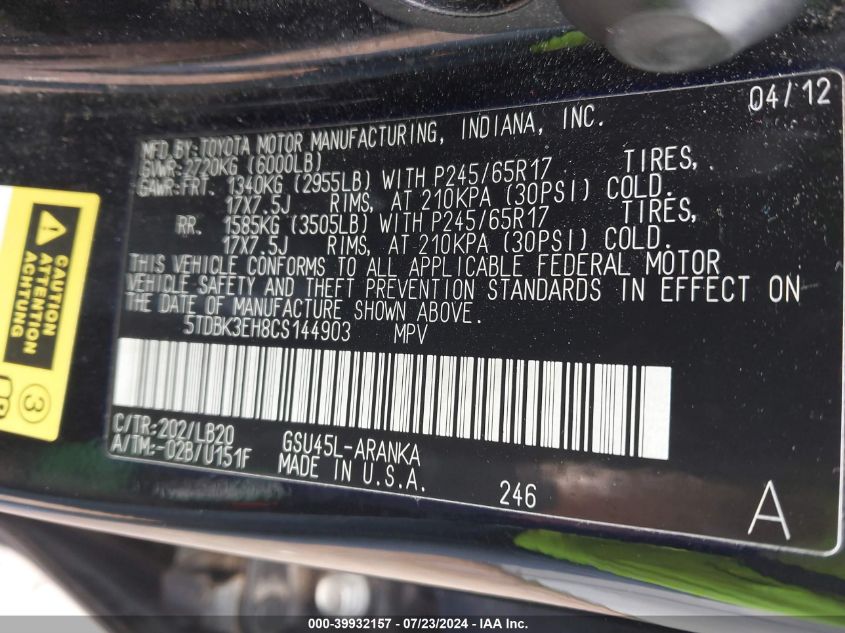 04/12
MFD.BY:TOYOTA MOTOR MANUFACTURING, INDIANA, INC.
GVWR:2720KG (6000LB)
GAWR:FRT. 1340KG (2955LB) WITH P245/65R17 TIRES,
17X7.5J RIMS, AT 210KPA (30PSI) COLD.
RR. 1585KG (3505LB) WITH P245/65R17 TIRES,
17X7.5J RIMS, AT 210KPA (30PSI) COLD.
THIS VEHICLE CONFORMS TO ALL APPLICABLE FEDERAL MOTOR
VEHICLE SAFETY AND THEFT PREVENTION STANDARDS IN EFFECT ON
THE DATE OF MANUFACTURE SHOWN ABOVE.
5TDBK3EH8CS144903 MPV
C/TR:202/LB20 GSU45L-ARANKA
A/TM:-02B/U151F MADE IN U.S.A.
246
A
CAUTION
ATTENTION
ACHTUNG
3
000-39932157 - 07/23/2024 - IAA Inc.